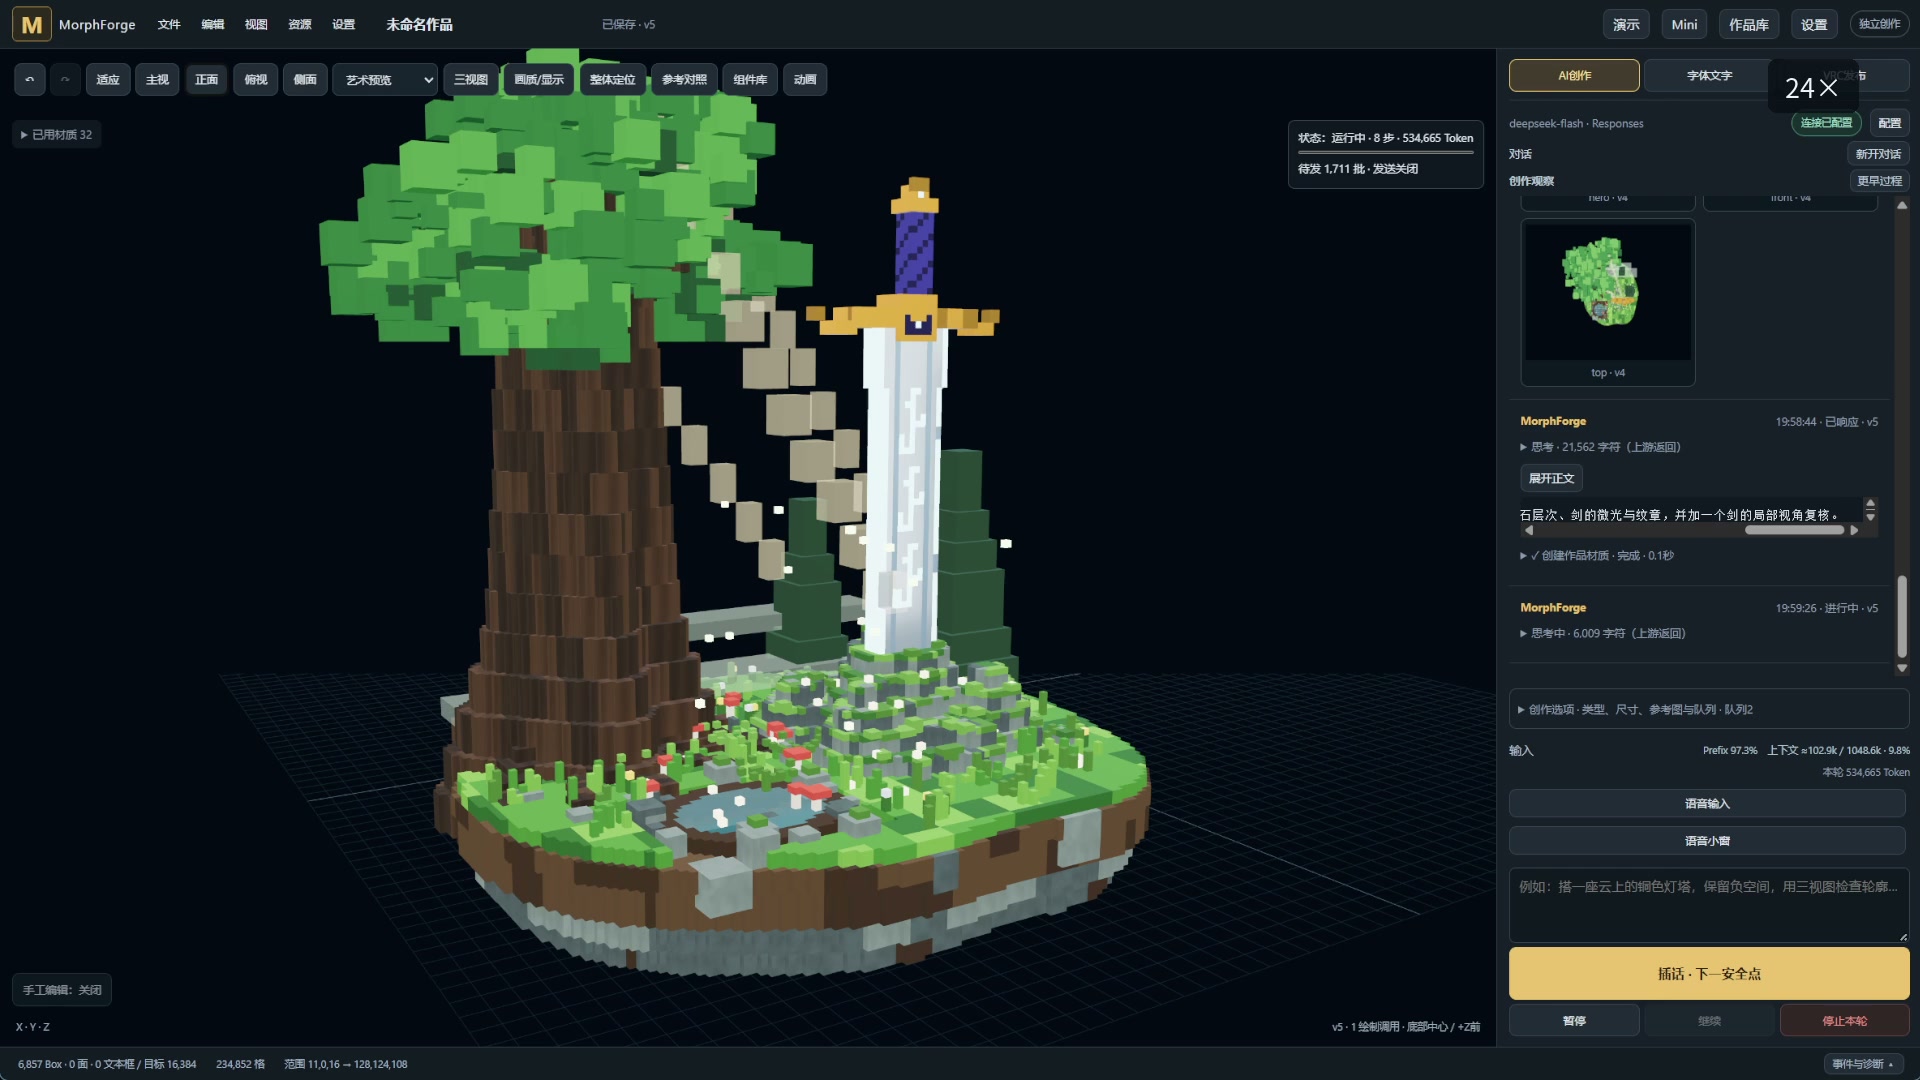 M MorphForge 文件 编辑 视图 资源 设置 未命名作品 已保存 · v5 演示 Mini 作品库 设置 独立创作
适应 主视 正面 俯视 侧面 艺术预览 三视图 画质/显示 整体定位 参考对照 组件库 动画
AI创作 字体文字 布
24×
▶ 已用材质 32
状态：运行中 · 8 步 · 534,665 Token
待发 1,711 批 · 发送关闭
deepseek-flash · Responses 连接已配置 配置
对话 新开对话
创作观察 更早过程
hero · v4 front · v4
top · v4
MorphForge 19:58:44 · 已响应 · v5
▶ 思考 · 21,562 字符（上游返回）
展开正文
石层次、剑的微光与纹章，并加一个剑的局部视角复核。
▶ ✓ 创建作品材质 · 完成 · 0.1秒
MorphForge 19:59:26 · 进行中 · v5
▶ 思考中 · 6,009 字符（上游返回）
▶ 创作选项 · 类型、尺寸、参考图与队列 · 队列2
输入 Prefix 97.3% 上下文 ≈102.9k / 1048.6k · 9.8%
本轮 534,665 Token
语音输入
语音小窗
例如：搭一座云上的铜色灯塔，保留负空间，用三视图检查轮廓...
插话 · 下一安全点
暂停 继续 停止本轮
手工编辑：关闭
X · Y · Z
v5 · 1 绘制调用 · 底部中心 / +Z前
6,857 Box · 0 面 · 0 文本框 / 目标 16,384 234,852 格 范围 11,0,16 → 128,124,108 事件与诊断